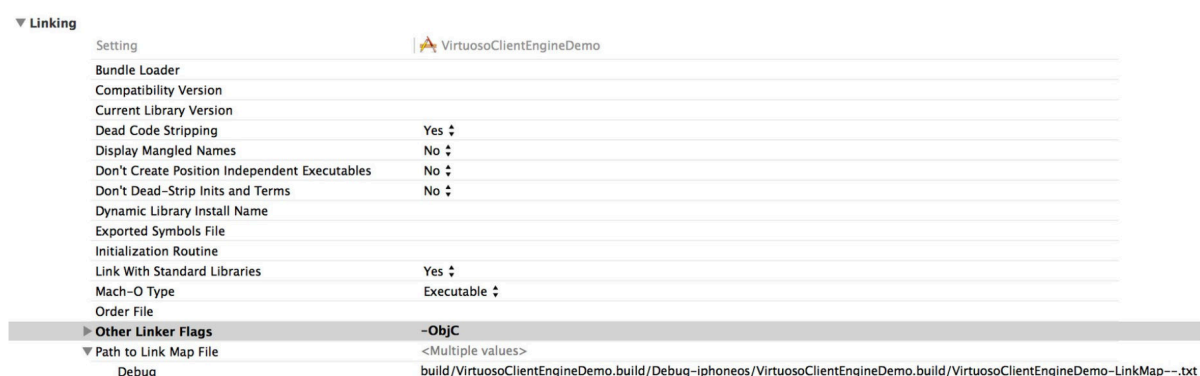 Linking
Setting VirtuosoClientEngineDemo
Bundle Loader
Compatibility Version
Current Library Version
Dead Code Stripping Yes
Display Mangled Names No
Don't Create Position Independent Executables No
Don't Dead-Strip Inits and Terms No
Dynamic Library Install Name
Exported Symbols File
Initialization Routine
Link With Standard Libraries Yes
Mach-O Type Executable
Order File
Other Linker Flags -ObjC
Path to Link Map File <Multiple values>
Debug build/VirtuosoClientEngineDemo.build/Debug-iphoneos/VirtuosoClientEngineDemo.build/VirtuosoClientEngineDemo-LinkMap--.txt